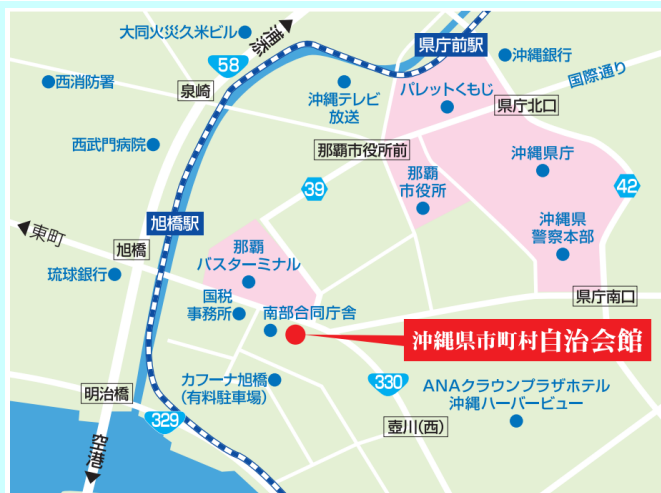 大同火災久米ビル
浦添
県庁前駅
沖縄銀行
58
国際通り
西消防署
泉崎
沖縄テレビ
放送
パレットくもじ
県庁北口
西武門病院
那覇市役所前
沖縄県庁
那覇
市役所
39
42
旭橋駅
東町
沖縄県
警察本部
旭橋
那覇
バスターミナル
琉球銀行
国税
事務所
県庁南口
南部合同庁舎
沖縄県市町村自治会館
カフーナ旭橋
(有料駐車場)
330
ANAクラウンプラザホテル
沖縄ハーバービュー
明治橋
329
壺川(西)
空港